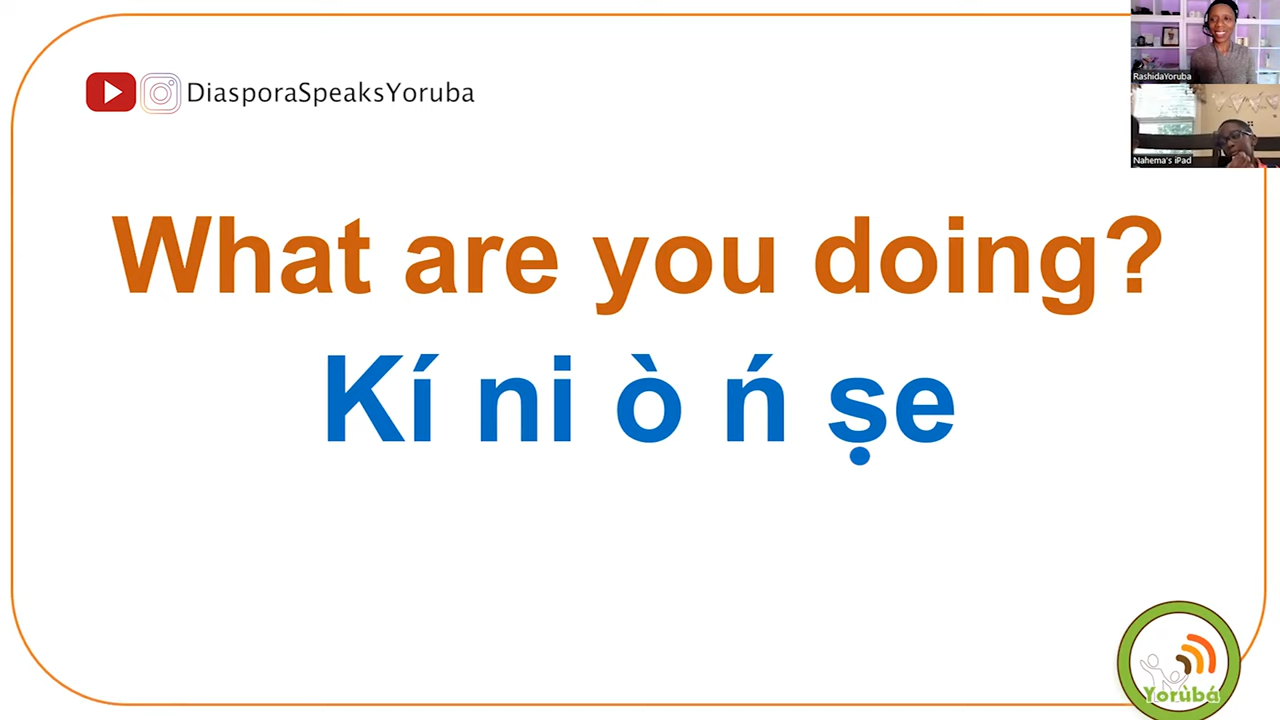 DiasporaSpeaksYoruba
RashidaYoruba
Nahema's iPad
What are you doing?
Kí ni ò ń ṣe
Yorùbá